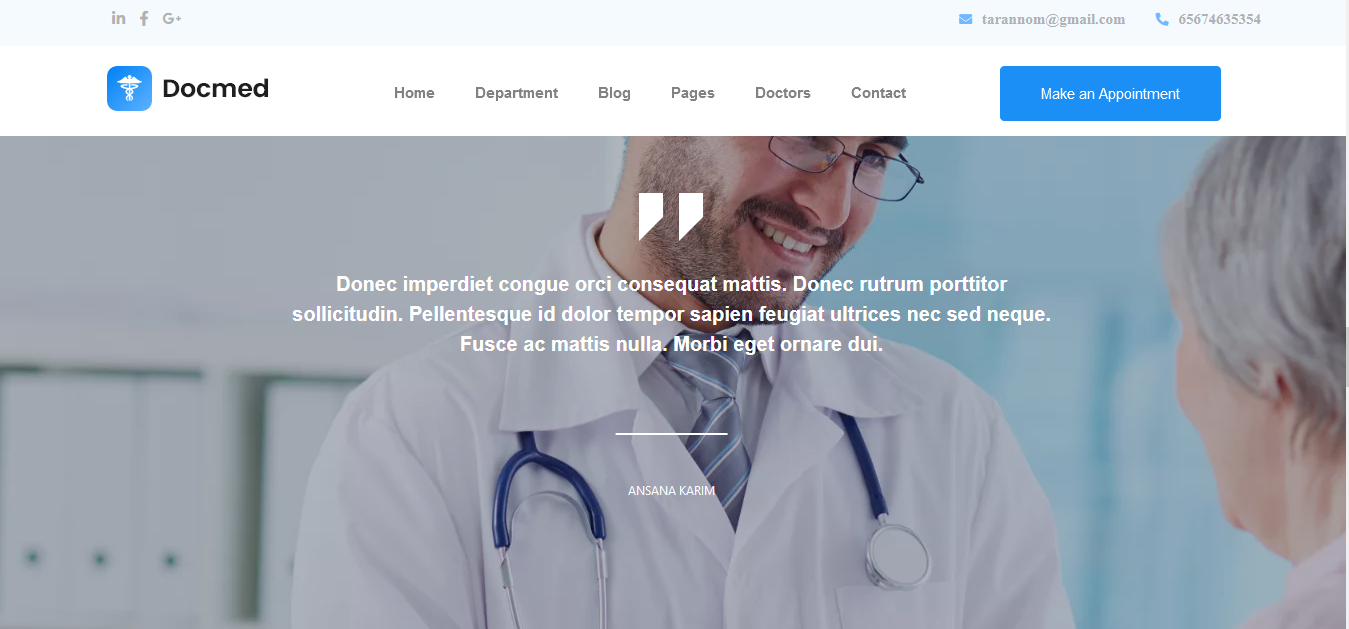 tarannom@gmail.com 65674635354
Docmed
Home Department Blog Pages Doctors Contact
Make an Appointment
Donec imperdiet congue orci consequat mattis. Donec rutrum porttitor
sollicitudin. Pellentesque id dolor tempor sapien feugiat ultrices nec sed neque.
Fusce ac mattis nulla. Morbi eget ornare dui.
ANSANA KARIM